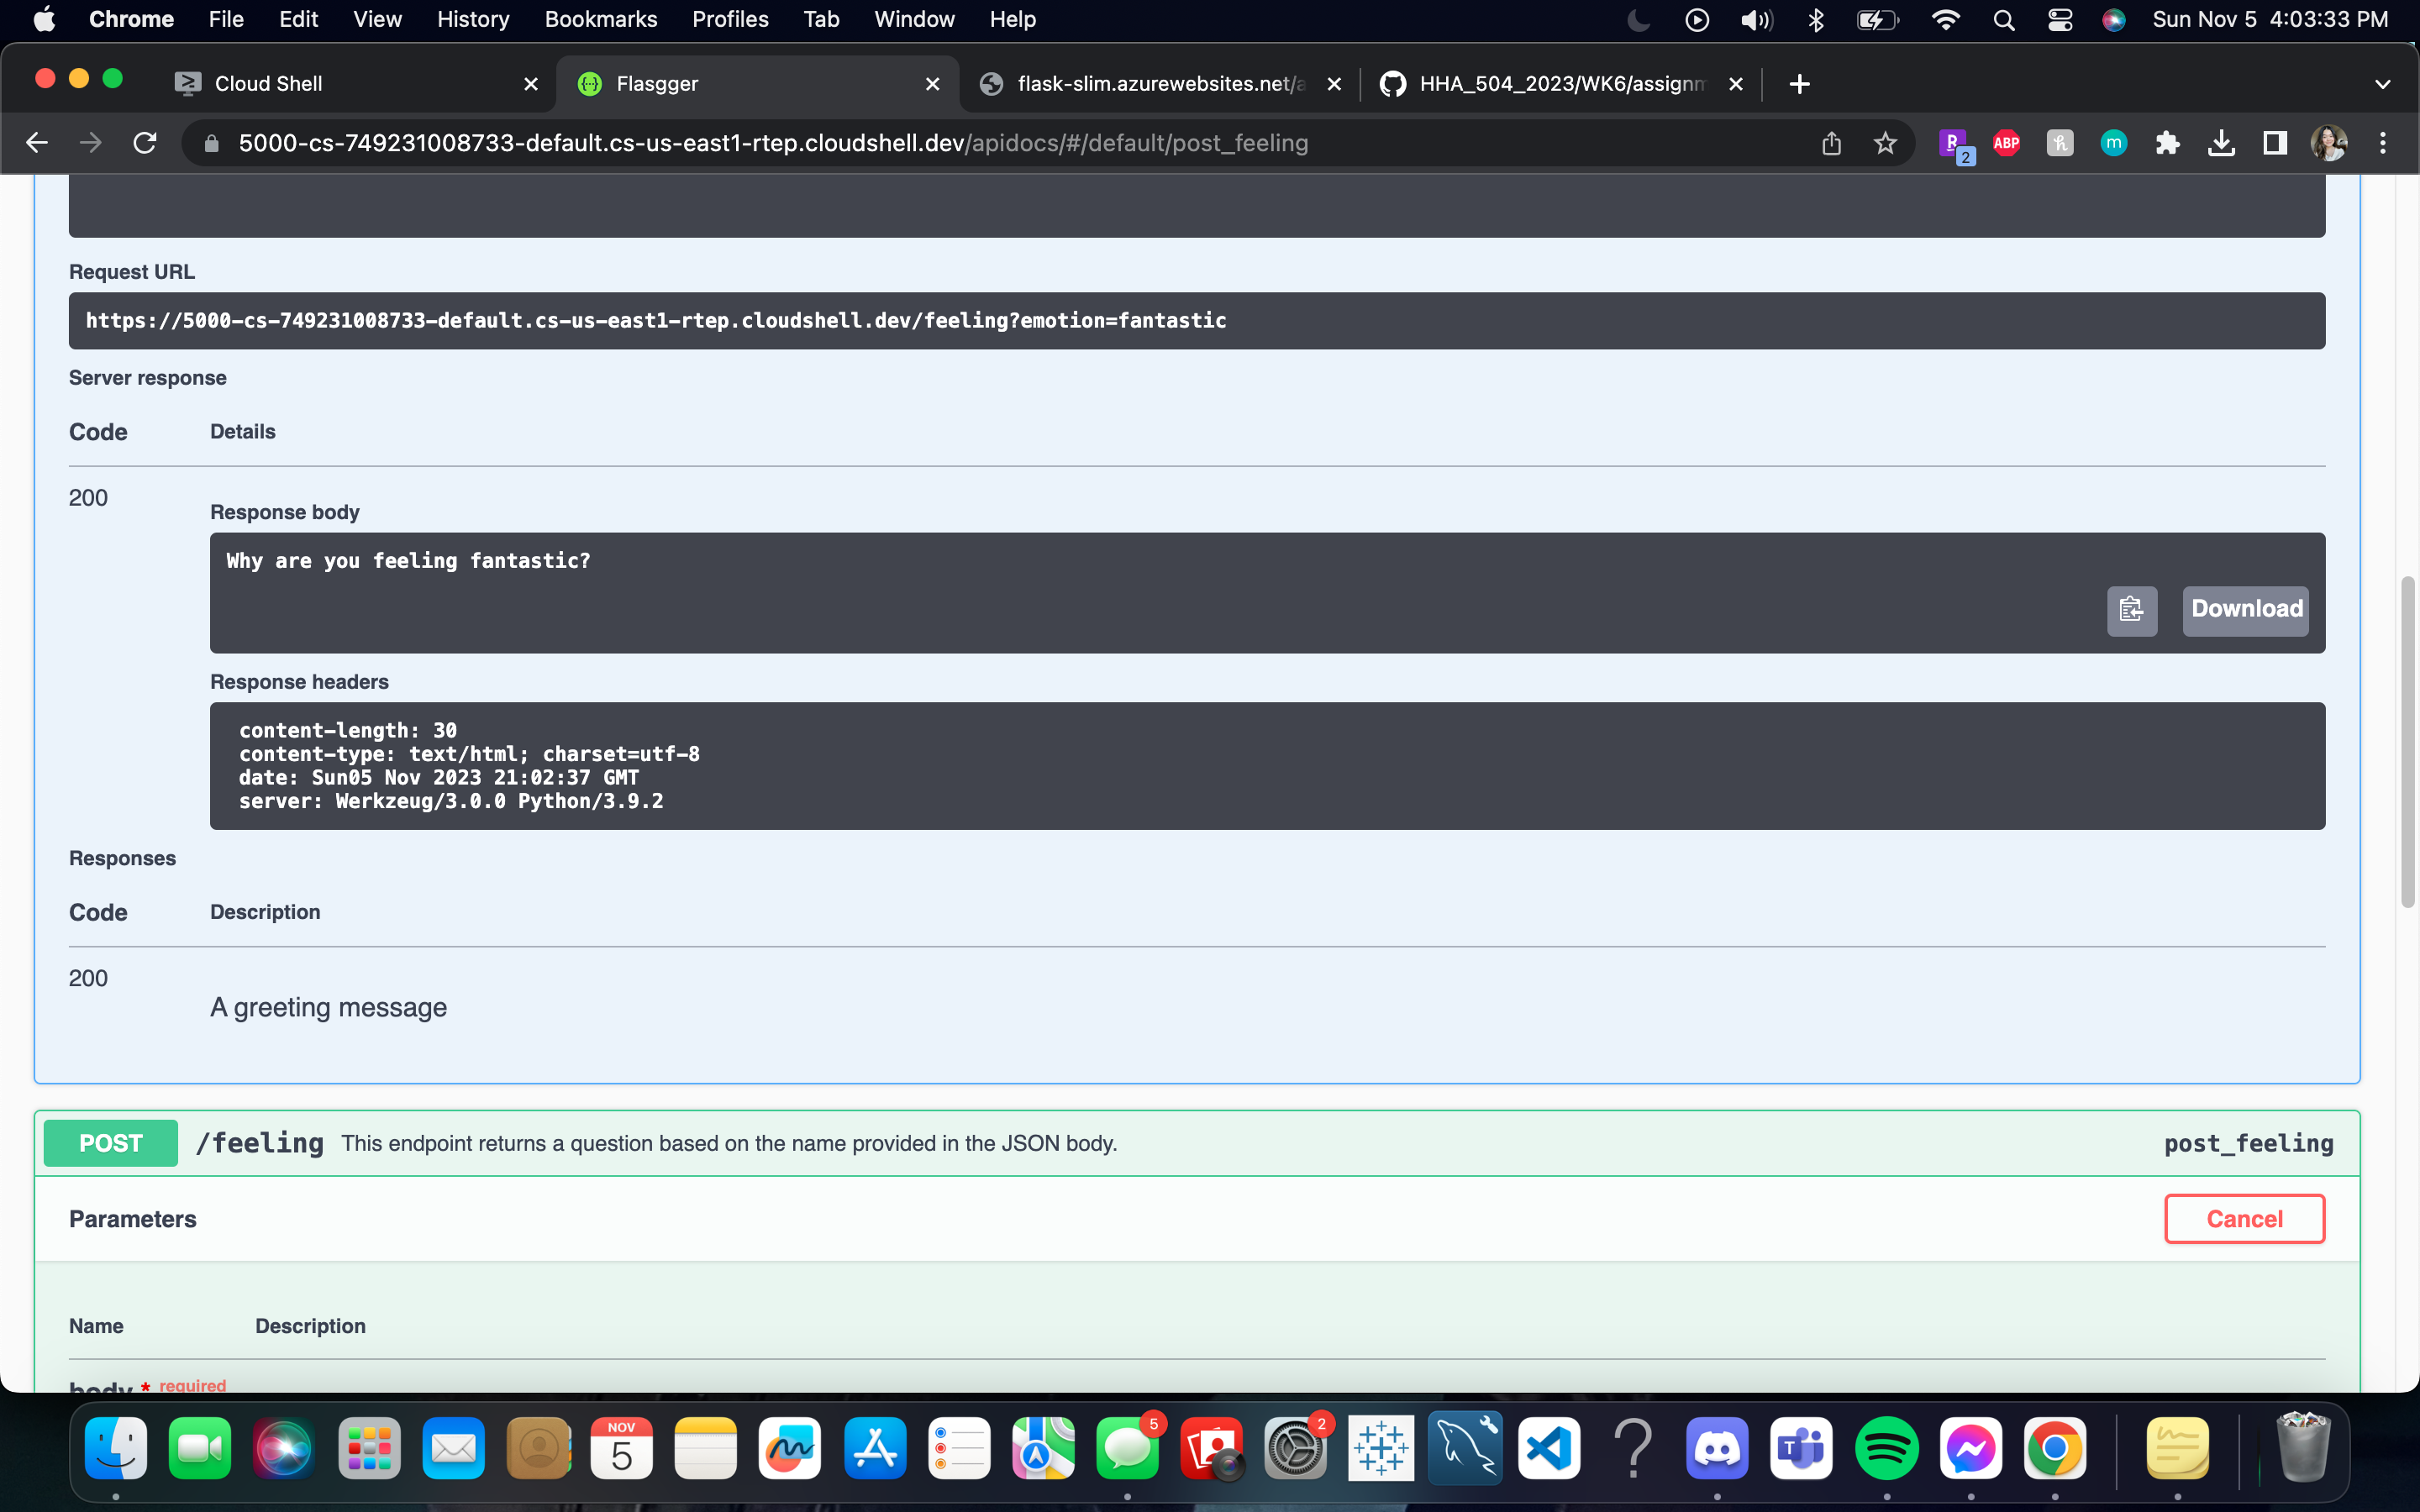 Chrome File Edit View History Bookmarks Profiles Tab Window Help Sun Nov 5 4:03:33 PM
Cloud Shell Flasgger flask-slim.azurewebsites.net/a HHA_504_2023/WK6/assignm
5000-cs-749231008733-default.cs-us-east1-rtep.cloudshell.dev/apidocs/#/default/post_feeling R 2 ABP h m
Request URL
https://5000-cs-749231008733-default.cs-us-east1-rtep.cloudshell.dev/feeling?emotion=fantastic
Server response
Code Details
200
Response body
Why are you feeling fantastic?
Download
Response headers
content-length: 30
content-type: text/html; charset=utf-8
date: Sun05 Nov 2023 21:02:37 GMT
server: Werkzeug/3.0.0 Python/3.9.2
Responses
Code Description
200
A greeting message
POST /feeling This endpoint returns a question based on the name provided in the JSON body. post_feeling
Parameters Cancel
Name Description
body * required
NOV 5 5 2 ? T